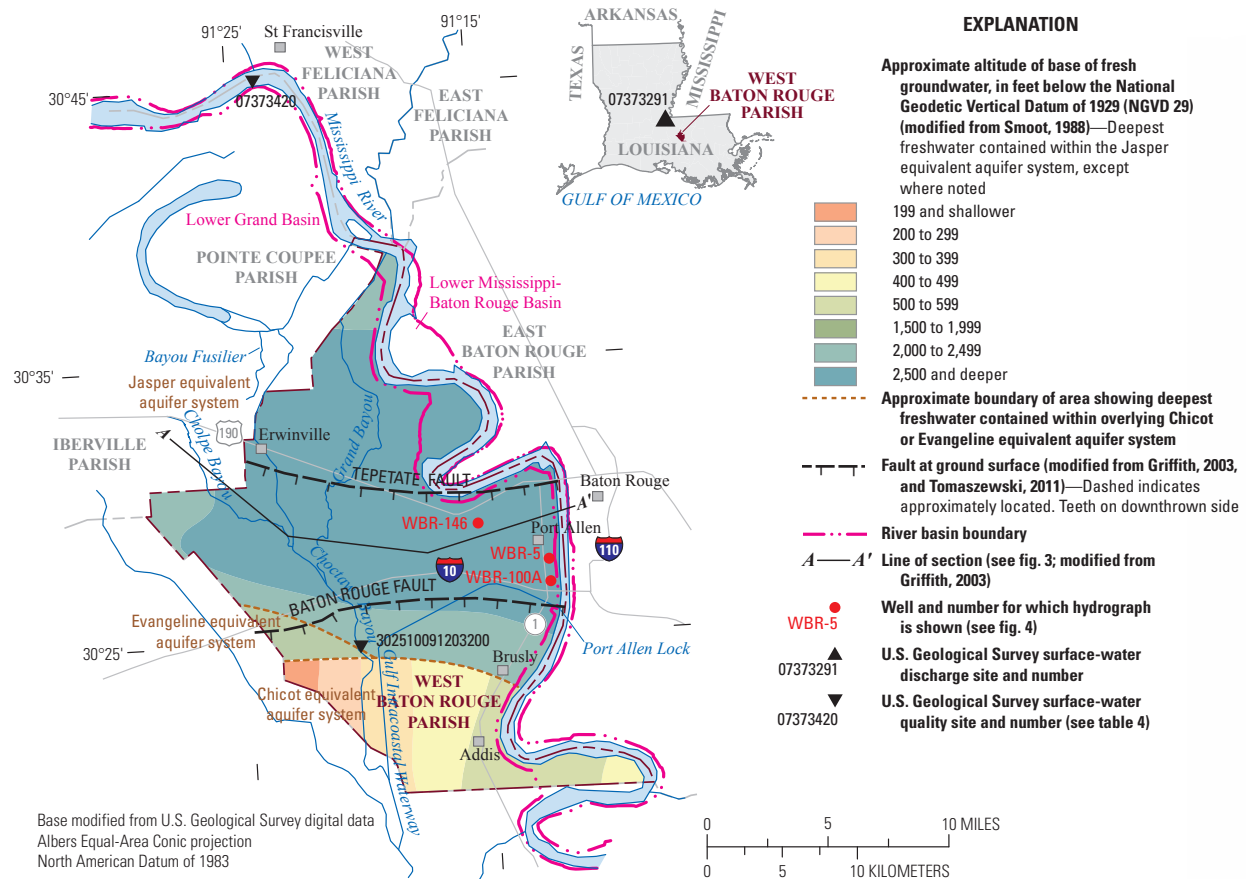 91°25'
91°15'
30°45'
30°35'
30°25'
St Francisville
WEST
FELICIANA
PARISH
07373420
EAST
FELICIANA
PARISH
Mississippi River
Lower Grand Basin
POINTE COUPEE
PARISH
Lower Mississippi-
Baton Rouge Basin
EAST
BATON ROUGE
PARISH
Bayou Fusilier
Jasper equivalent
aquifer system
190
Erwinville
IBERVILLE
PARISH
A
Cholpe Bayou
Grand Bayou
TEPETATE FAULT
Baton Rouge
A'
WBR-146
Port Allen
WBR-5
110
10
WBR-100A
Choctaw Bayou
BATON ROUGE FAULT
Evangeline equivalent
aquifer system
1
302510091203200
Port Allen Lock
Brusly
Gulf Intracoastal Waterway
WEST
BATON ROUGE
PARISH
Chicot equivalent
aquifer system
Addis
ARKANSAS
TEXAS
MISSISSIPPI
07373291
WEST
BATON ROUGE
PARISH
LOUISIANA
GULF OF MEXICO
Base modified from U.S. Geological Survey digital data
Albers Equal-Area Conic projection
North American Datum of 1983
0 5 10 MILES
0 5 10 KILOMETERS
EXPLANATION
Approximate altitude of base of fresh
groundwater, in feet below the National
Geodetic Vertical Datum of 1929 (NGVD 29)
(modified from Smoot, 1988)—Deepest
freshwater contained within the Jasper
equivalent aquifer system, except
where noted
199 and shallower
200 to 299
300 to 399
400 to 499
500 to 599
1,500 to 1,999
2,000 to 2,499
2,500 and deeper
Approximate boundary of area showing deepest
freshwater contained within overlying Chicot
or Evangeline equivalent aquifer system
Fault at ground surface (modified from Griffith, 2003,
and Tomaszewski, 2011)—Dashed indicates
approximately located. Teeth on downthrown side
River basin boundary
A A' Line of section (see fig. 3; modified from
Griffith, 2003)
Well and number for which hydrograph
WBR-5 is shown (see fig. 4)
U.S. Geological Survey surface-water
07373291 discharge site and number
U.S. Geological Survey surface-water
07373420 quality site and number (see table 4)